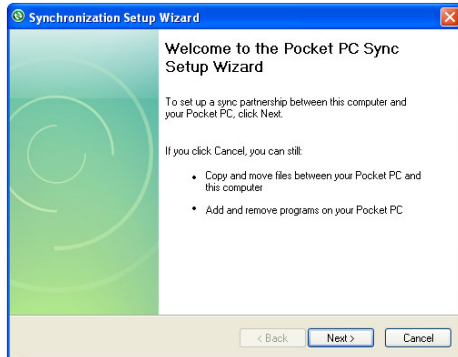 Synchronization Setup Wizard
Welcome to the Pocket PC Sync
Setup Wizard
To set up a sync partnership between this computer and
your Pocket PC, click Next.
If you click Cancel, you can still:
• Copy and move files between your Pocket PC and
this computer
• Add and remove programs on your Pocket PC
< Back Next > Cancel